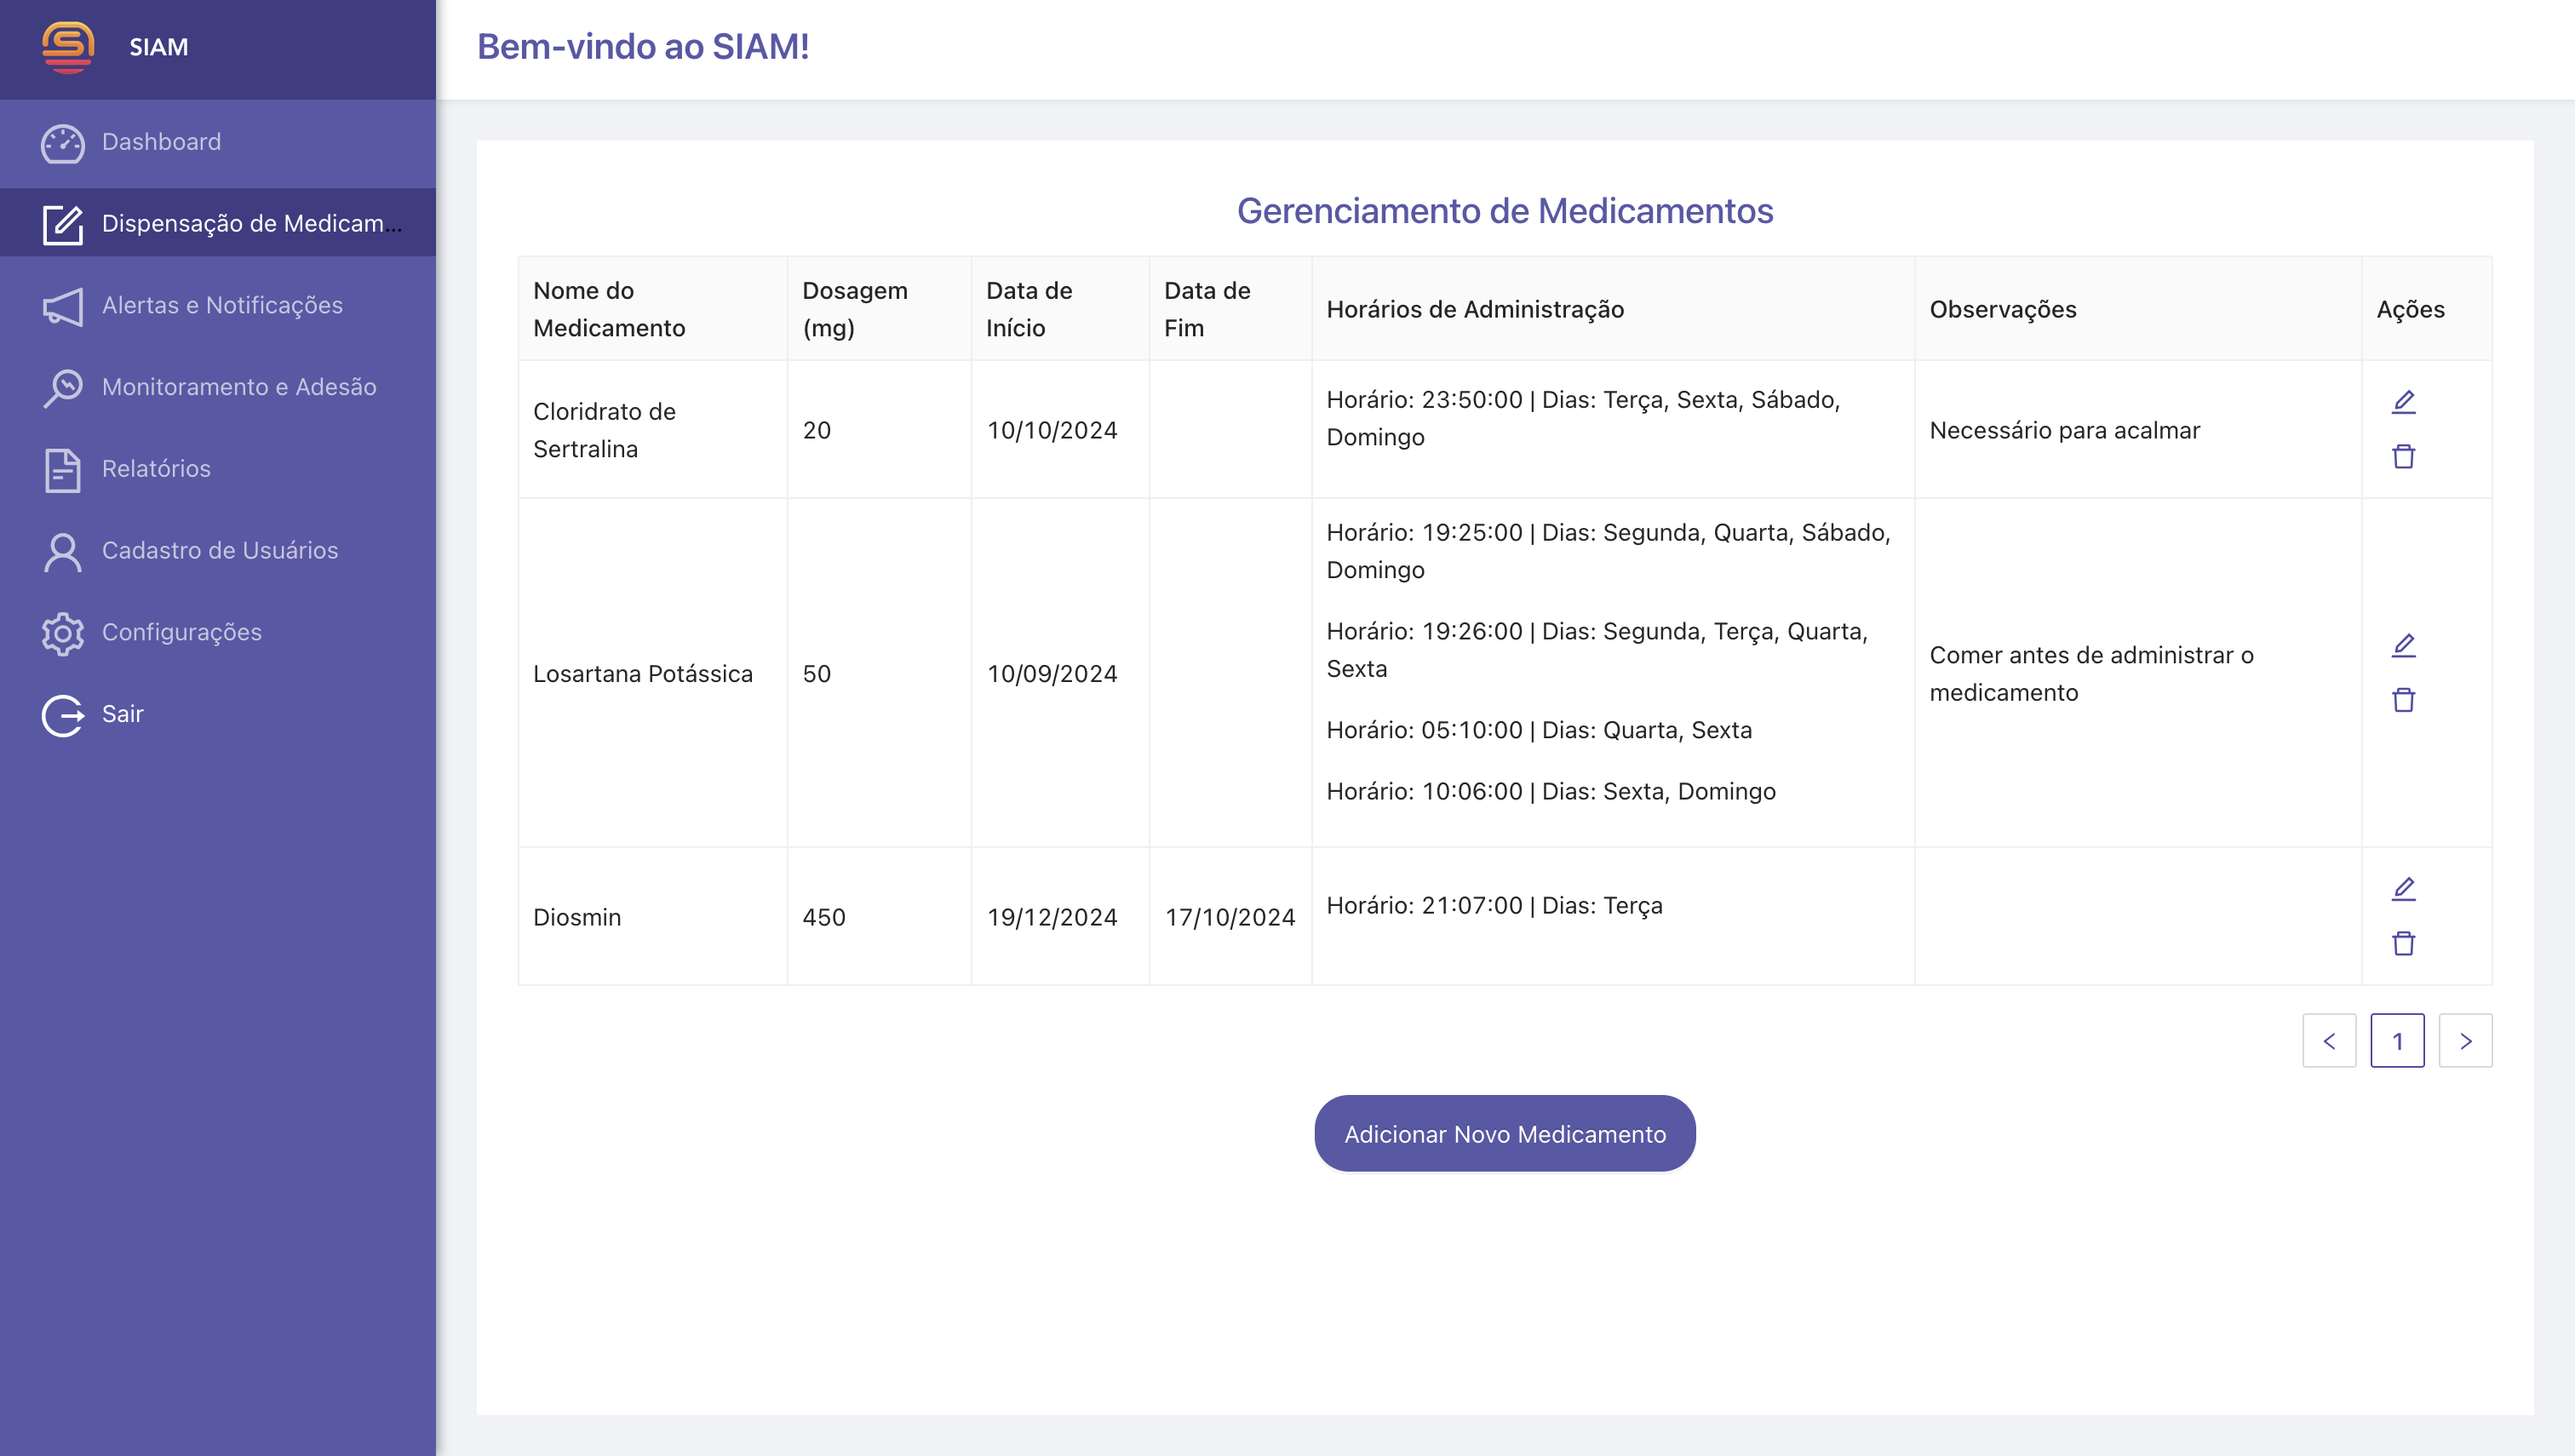 SIAM
Bem-vindo ao SIAM!
Dashboard
Dispensação de Medicam...
Alertas e Notificações
Monitoramento e Adesão
Relatórios
Cadastro de Usuários
Configurações
Sair
Gerenciamento de Medicamentos
Nome do
Medicamento
Dosagem
(mg)
Data de
Início
Data de
Fim
Horários de Administração
Observações
Ações
Cloridrato de
Sertralina
20
10/10/2024
Horário: 23:50:00 | Dias: Terça, Sexta, Sábado,
Domingo
Necessário para acalmar
Losartana Potássica
50
10/09/2024
Horário: 19:25:00 | Dias: Segunda, Quarta, Sábado,
Domingo
Horário: 19:26:00 | Dias: Segunda, Terça, Quarta,
Sexta
Horário: 05:10:00 | Dias: Quarta, Sexta
Horário: 10:06:00 | Dias: Sexta, Domingo
Comer antes de administrar o
medicamento
Diosmin
450
19/12/2024
17/10/2024
Horário: 21:07:00 | Dias: Terça
1
Adicionar Novo Medicamento